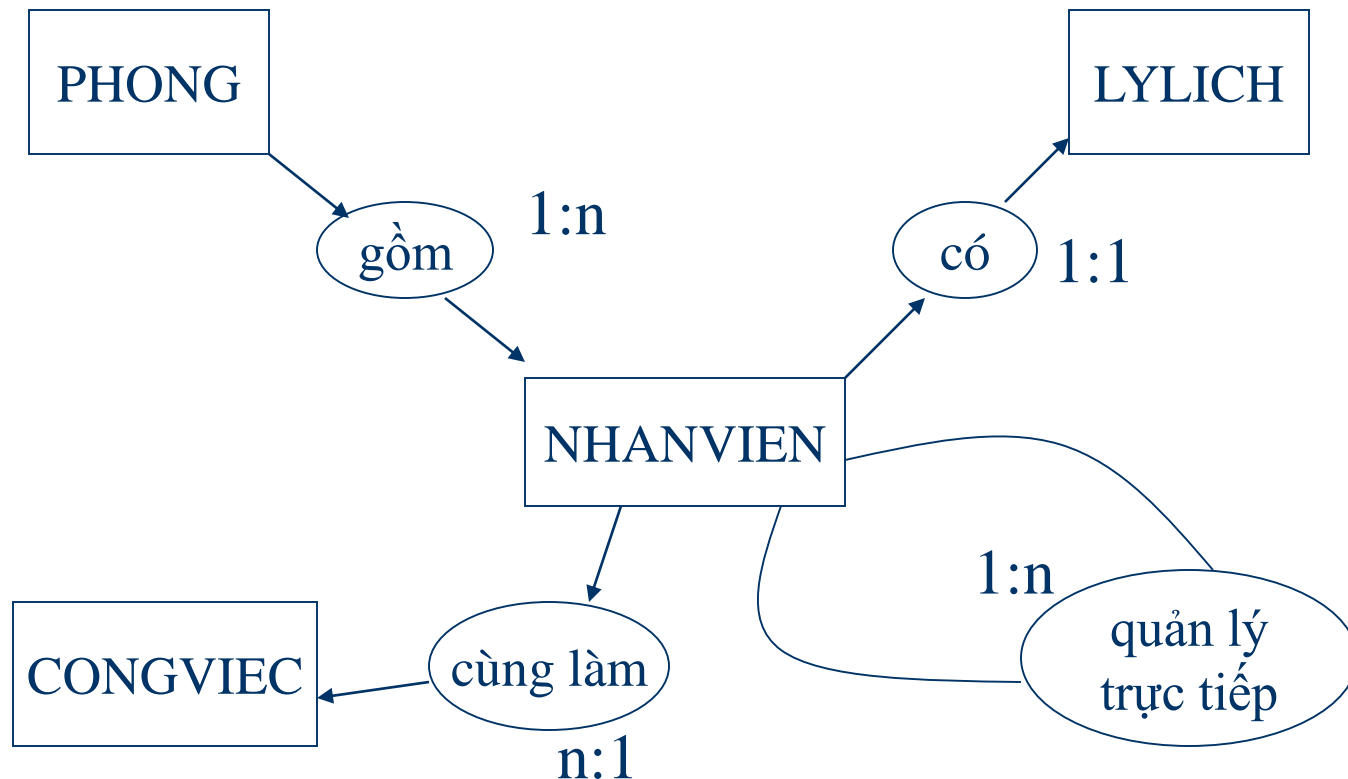 PHONG
LYLICH
gồm
1:n
có
1:1
NHANVIEN
1:n
quản lý
trực tiếp
CONGVIEC
cùng làm
n:1